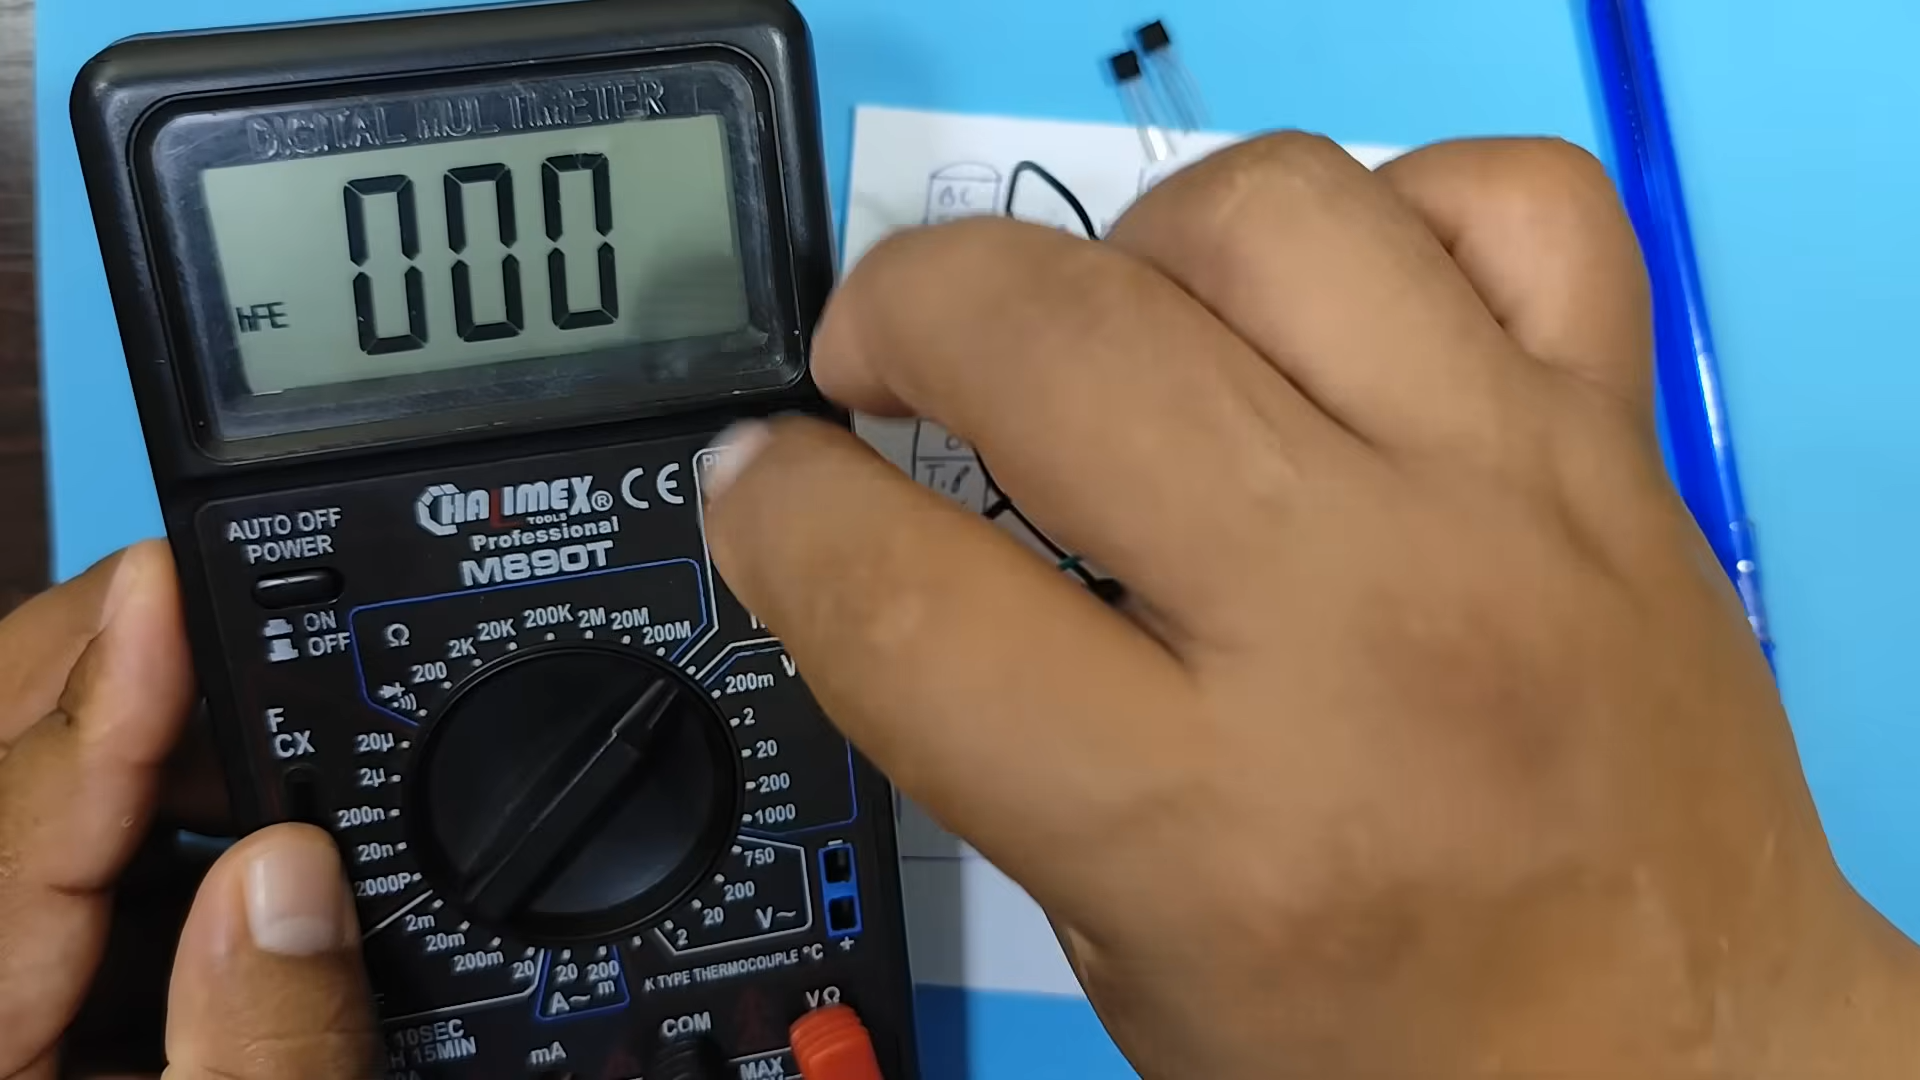 DIGITAL MULTIMETER
000
hFE
CHALIMEX® CE
TOOLS
Professional
M890T
AUTO OFF
POWER
ON
OFF
Ω
200
2K
20K
200K
2M
20M
200M
F
CX
20µ
2µ
200n
20n
2000P
2m
20m
200m
20
20
200
m
A~
200m
2
20
200
1000
750
200
20
2
V~
-
+
K TYPE THERMOCOUPLE °C
VΩ
COM
mA
10SEC
15MIN
MAX
BC